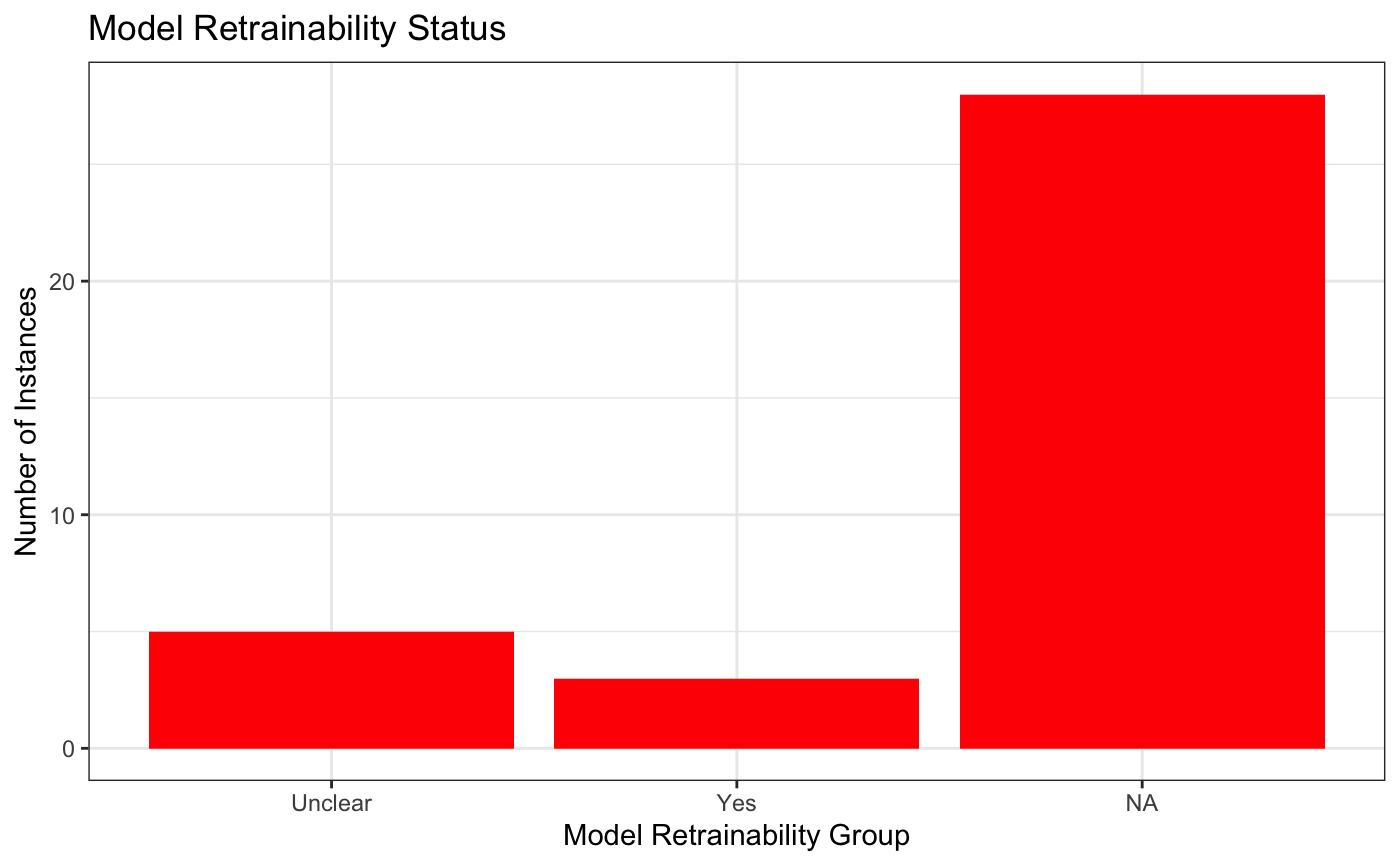 Model Retrainability Status
Number of Instances
20
10
0
Unclear Yes NA
Model Retrainability Group